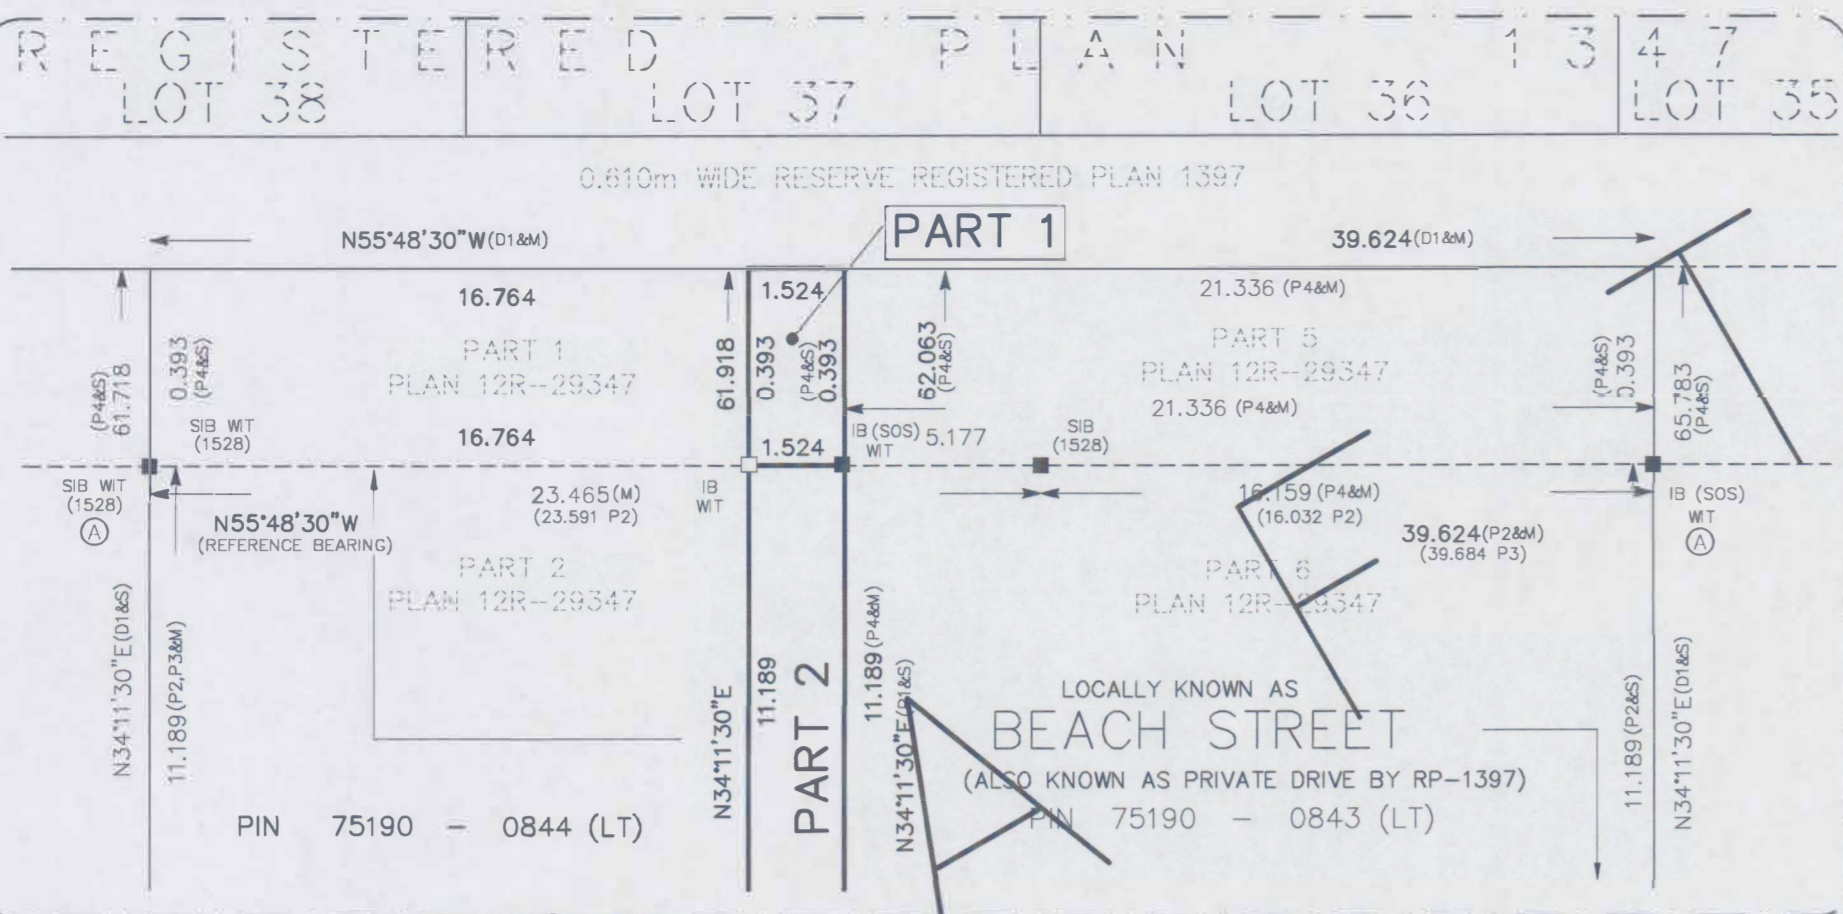 REGISTERED PLAN 1347
LOT 38
LOT 37
LOT 36
LOT 35
0.610m WIDE RESERVE REGISTERED PLAN 1397
PART 1
N55°48'30"W (D1&M)
39.624 (D1&M)
16.764
1.524
21.336 (P4&M)
61.718 (P4&S)
0.393 (P4&S)
PART 1
PLAN 12R-29347
61.918
0.393
(P4&S)
0.393
62.063 (P4&S)
PART 5
PLAN 12R-29347
21.336 (P4&M)
(P4&S) 0.393
65.783 (P4&S)
SIB WIT
(1528)
16.764
1.524
IB (SOS)
WIT
5.177
SIB
(1528)
SIB WIT
(1528)
A
N55°48'30"W
(REFERENCE BEARING)
23.465 (M)
(23.591 P2)
IB
WIT
16.159 (P4&M)
(16.032 P2)
39.624 (P2&M)
(39.684 P3)
IB (SOS)
WIT
A
PART 2
PLAN 12R-29347
PART 6
PLAN 12R-29347
N34°11'30"E (D1&S)
11.189 (P2,P3&M)
N34°11'30"E
11.189
PART 2
11.189 (P4&M)
N34°11'30"E (D1&S)
LOCALLY KNOWN AS
BEACH STREET
(ALSO KNOWN AS PRIVATE DRIVE BY RP-1397)
11.189 (P2&S)
N34°11'30"E (D1&S)
PIN 75190 - 0844 (LT)
PIN 75190 - 0843 (LT)